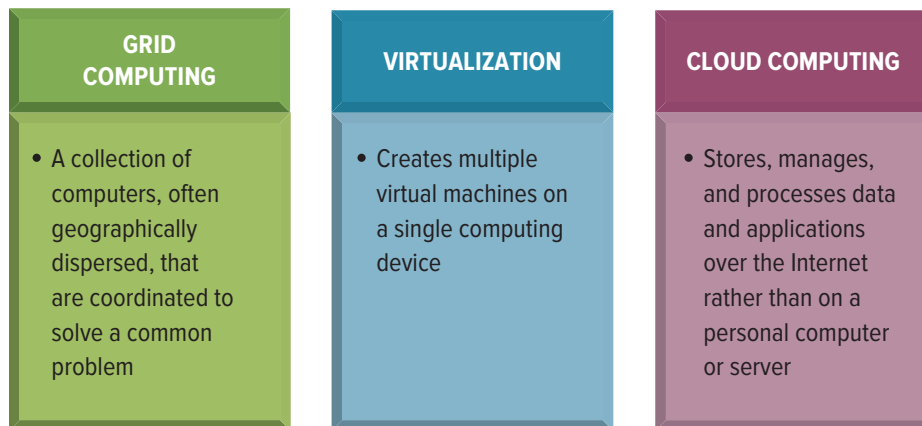 GRID
COMPUTING
• A collection of
computers, often
geographically
dispersed, that
are coordinated to
solve a common
problem
VIRTUALIZATION
• Creates multiple
virtual machines on
a single computing
device
CLOUD COMPUTING
• Stores, manages,
and processes data
and applications
over the Internet
rather than on a
personal computer
or server